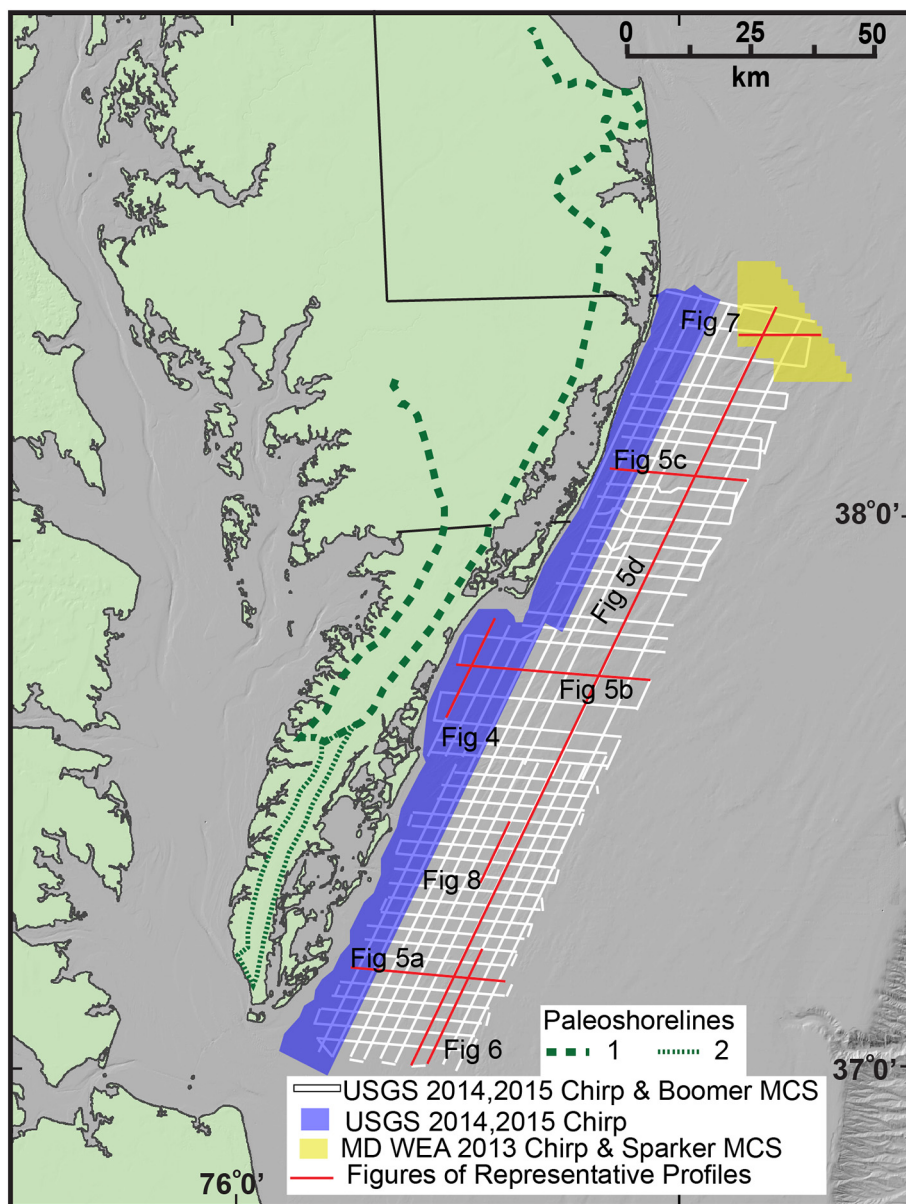 0 25 50
km
Fig 7
Fig 5c
38°0'
Fig 5d
Fig 5b
Fig 4
Fig 8
Fig 5a
Fig 6
Paleoshorelines
1 2
37°0'
USGS 2014,2015 Chirp & Boomer MCS
USGS 2014,2015 Chirp
MD WEA 2013 Chirp & Sparker MCS
Figures of Representative Profiles
76°0'